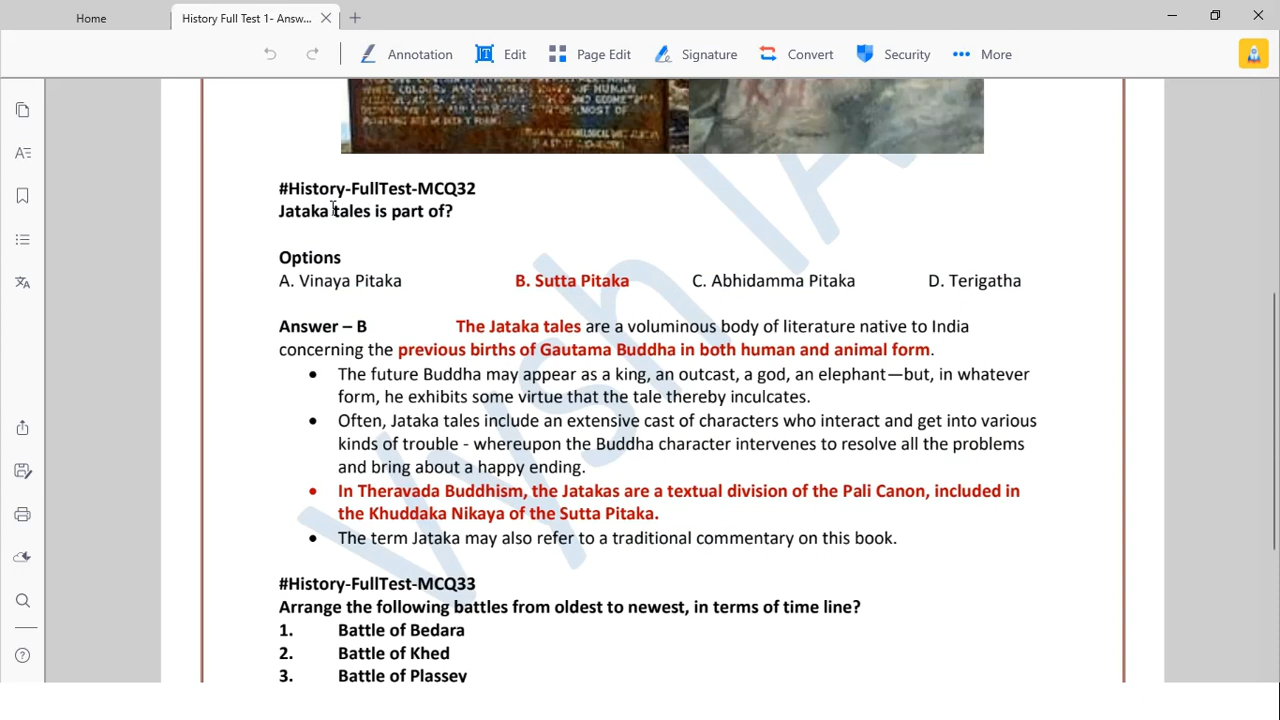 Home
History Full Test 1- Answ...
Annotation
Edit
Page Edit
Signature
Convert
Security
More
WHITE COLOURS AMONG THESE
OF HUMAN
#History-FullTest-MCQ32
Jataka tales is part of?
Options
A. Vinaya Pitaka B. Sutta Pitaka C. Abhidamma Pitaka D. Terigatha
Answer – B The Jataka tales are a voluminous body of literature native to India
concerning the previous births of Gautama Buddha in both human and animal form.
• The future Buddha may appear as a king, an outcast, a god, an elephant—but, in whatever
form, he exhibits some virtue that the tale thereby inculcates.
• Often, Jataka tales include an extensive cast of characters who interact and get into various
kinds of trouble - whereupon the Buddha character intervenes to resolve all the problems
and bring about a happy ending.
• In Theravada Buddhism, the Jatakas are a textual division of the Pali Canon, included in
the Khuddaka Nikaya of the Sutta Pitaka.
• The term Jataka may also refer to a traditional commentary on this book.
#History-FullTest-MCQ33
Arrange the following battles from oldest to newest, in terms of time line?
1. Battle of Bedara
2. Battle of Khed
3. Battle of Plassey
Vysh IA